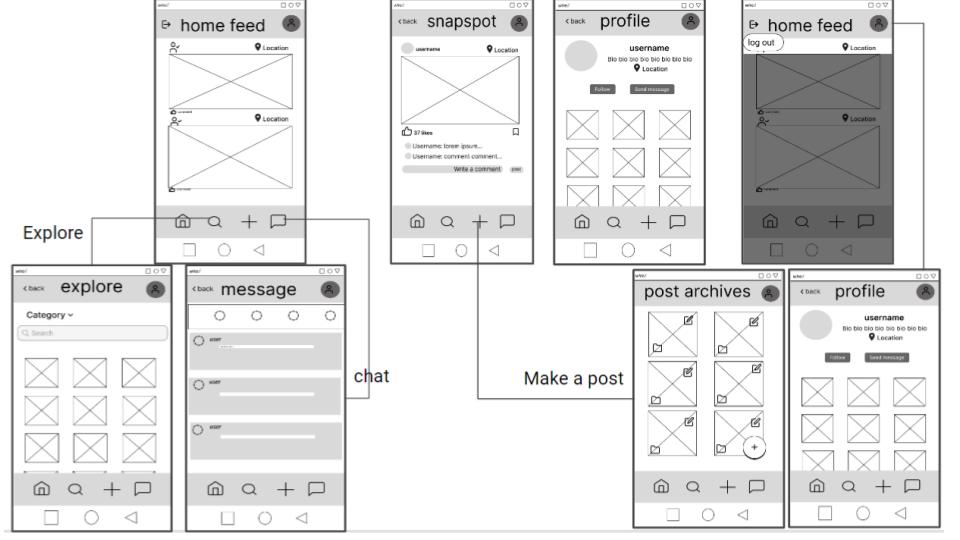 home feed
Location
Location
snapspot
< back
username
Location
37 likes
Username: lorem ipsum...
Username: comment comment...
Write a comment
post
profile
< back
username
Bio bio bio bio bio bio bio bio
Location
Follow
Send message
home feed
log out
Location
Location
Explore
explore
< back
Category
Search
message
< back
user
user
user
chat
Make a post
post archives
profile
< back
username
Bio bio bio bio bio bio bio bio
Location
Follow
Send message